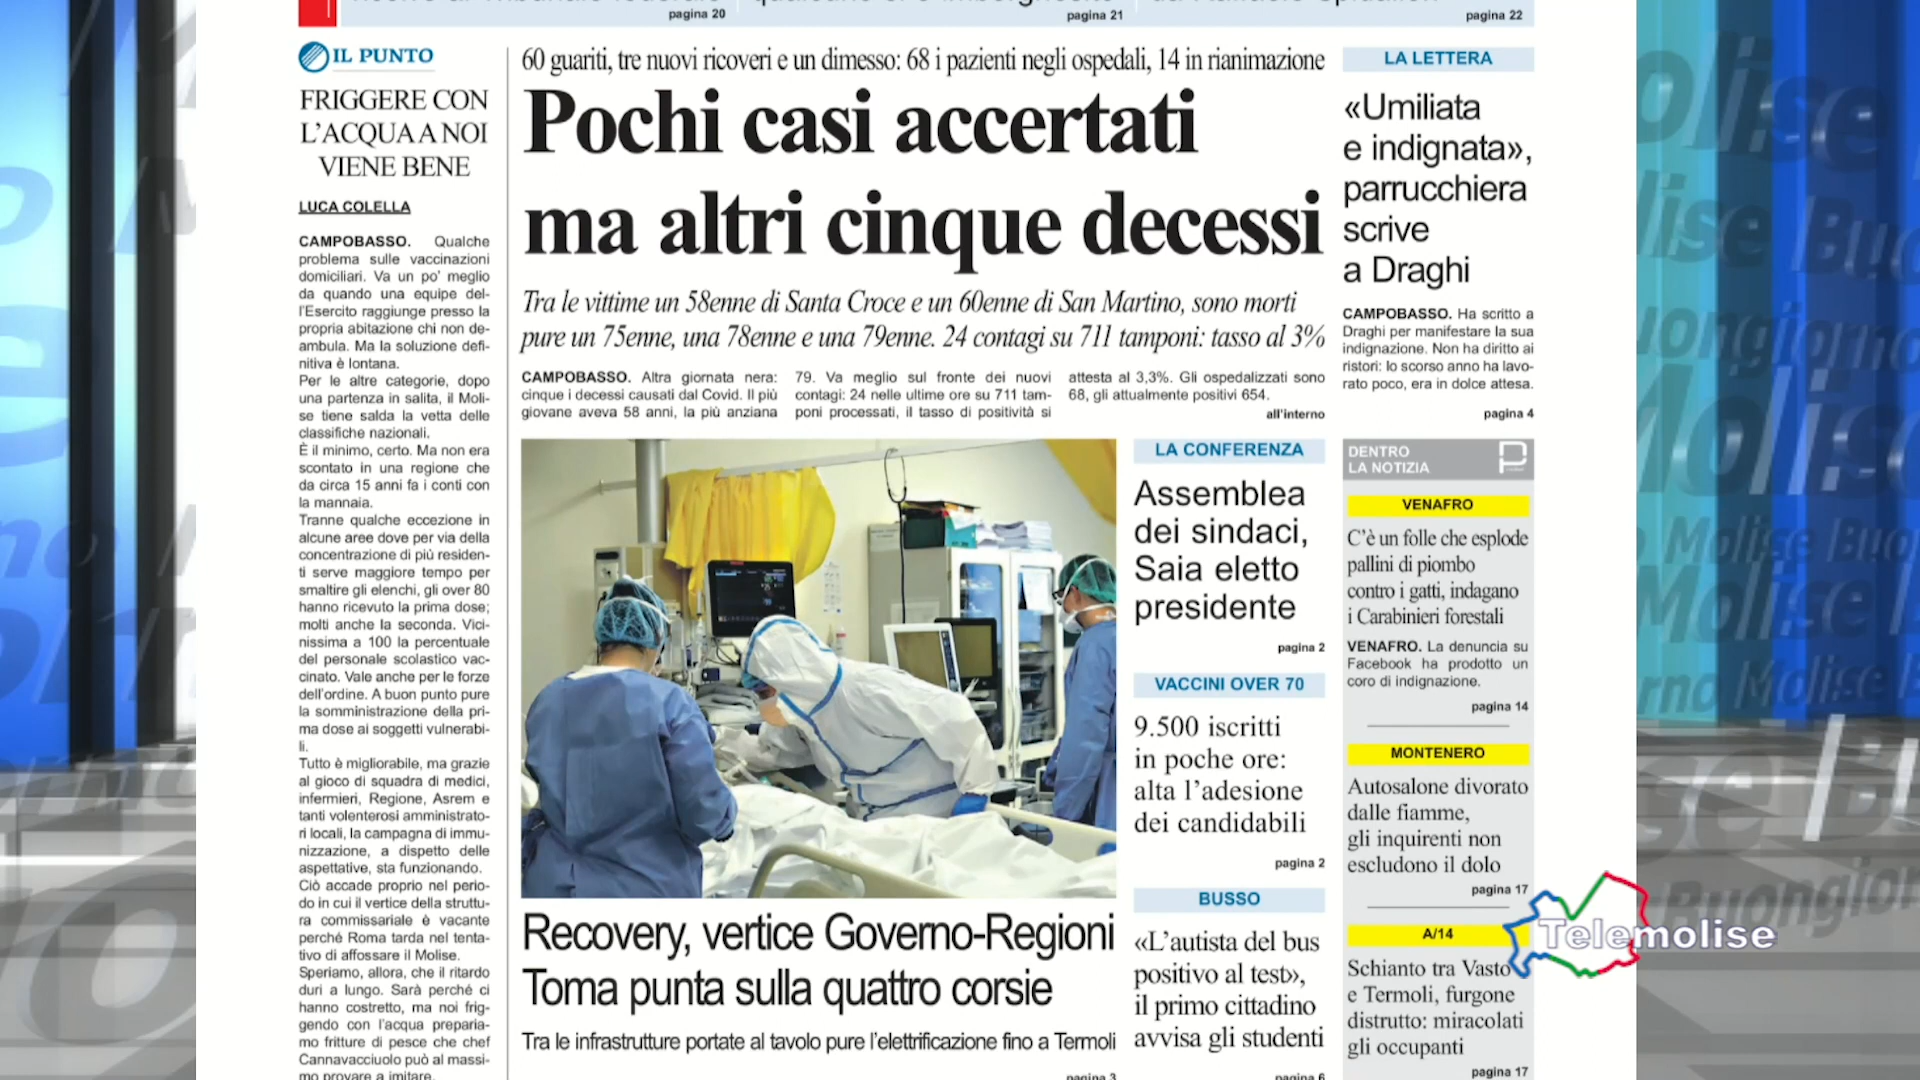 pagina 20
pagina 21
pagina 22
IL PUNTO
FRIGGERE CON
L'ACQUA A NOI
VIENE BENE
LUCA COLELLA
CAMPOBASSO. Qualche
problema sulle vaccinazioni
domiciliari. Va un po' meglio
da quando una equipe del-
l'Esercito raggiunge presso la
propria abitazione chi non de-
ambula. Ma la soluzione defi-
nitiva è lontana.
Per le altre categorie, dopo
una partenza in salita, il Moli-
se tiene salda la vetta delle
classifiche nazionali.
È il minimo, certo. Ma non era
scontato in una regione che
da circa 15 anni fa i conti con
la mannaia.
Tranne qualche eccezione in
alcune aree dove per via della
concentrazione di più residen-
ti serve maggiore tempo per
smaltire gli elenchi, gli over 80
hanno ricevuto la prima dose;
molti anche la seconda. Vici-
nissima a 100 la percentuale
del personale scolastico vac-
cinato. Vale anche per le forze
dell'ordine. A buon punto pure
la somministrazione della pri-
ma dose ai soggetti vulnerabi-
li.
Tutto è migliorabile, ma grazie
al gioco di squadra di medici,
infermieri, Regione, Asrem e
tanti volenterosi amministrato-
ri locali, la campagna di immu-
nizzazione, a dispetto delle
aspettative, sta funzionando.
Ciò accade proprio nel perio-
do in cui il vertice della struttu-
ra commissariale è vacante
perché Roma tarda nel tenta-
tivo di affossare il Molise.
Speriamo, allora, che il ritardo
duri a lungo. Sarà perché ci
hanno costretto, ma noi frig-
gendo con l'acqua preparia-
mo fritture di pesce che chef
Cannavacciuolo può al massi-
mo provare a imitare.
60 guariti, tre nuovi ricoveri e un dimesso: 68 i pazienti negli ospedali, 14 in rianimazione
Pochi casi accertati
ma altri cinque decessi
Tra le vittime un 58enne di Santa Croce e un 60enne di San Martino, sono morti
pure un 75enne, una 78enne e una 79enne. 24 contagi su 711 tamponi: tasso al 3%
CAMPOBASSO. Altra giornata nera:
cinque i decessi causati dal Covid. Il più
giovane aveva 58 anni, la più anziana
79. Va meglio sul fronte dei nuovi
contagi: 24 nelle ultime ore su 711 tam-
poni processati, il tasso di positività si
attesta al 3,3%. Gli ospedalizzati sono
68, gli attualmente positivi 654.
all'interno
Recovery, vertice Governo-Regioni
Toma punta sulla quattro corsie
Tra le infrastrutture portate al tavolo pure l'elettrificazione fino a Termoli
pagina 3
LA CONFERENZA
Assemblea
dei sindaci,
Saia eletto
presidente
pagina 2
VACCINI OVER 70
9.500 iscritti
in poche ore:
alta l'adesione
dei candidabili
pagina 2
BUSSO
«L'autista del bus
positivo al test»,
il primo cittadino
avvisa gli studenti
pagina 6
LA LETTERA
«Umiliata
e indignata»,
parrucchiera
scrive
a Draghi
CAMPOBASSO. Ha scritto a
Draghi per manifestare la sua
indignazione. Non ha diritto ai
ristori: lo scorso anno ha lavo-
rato poco, era in dolce attesa.
pagina 4
DENTRO
LA NOTIZIA
VENAFRO
C'è un folle che esplode
pallini di piombo
contro i gatti, indagano
i Carabinieri forestali
VENAFRO. La denuncia su
Facebook ha prodotto un
coro di indignazione.
pagina 14
MONTENERO
Autosalone divorato
dalle fiamme,
gli inquirenti non
escludono il dolo
pagina 17
A/14
Schianto tra Vasto
e Termoli, furgone
distrutto: miracolati
gli occupanti
pagina 17
Telemolise